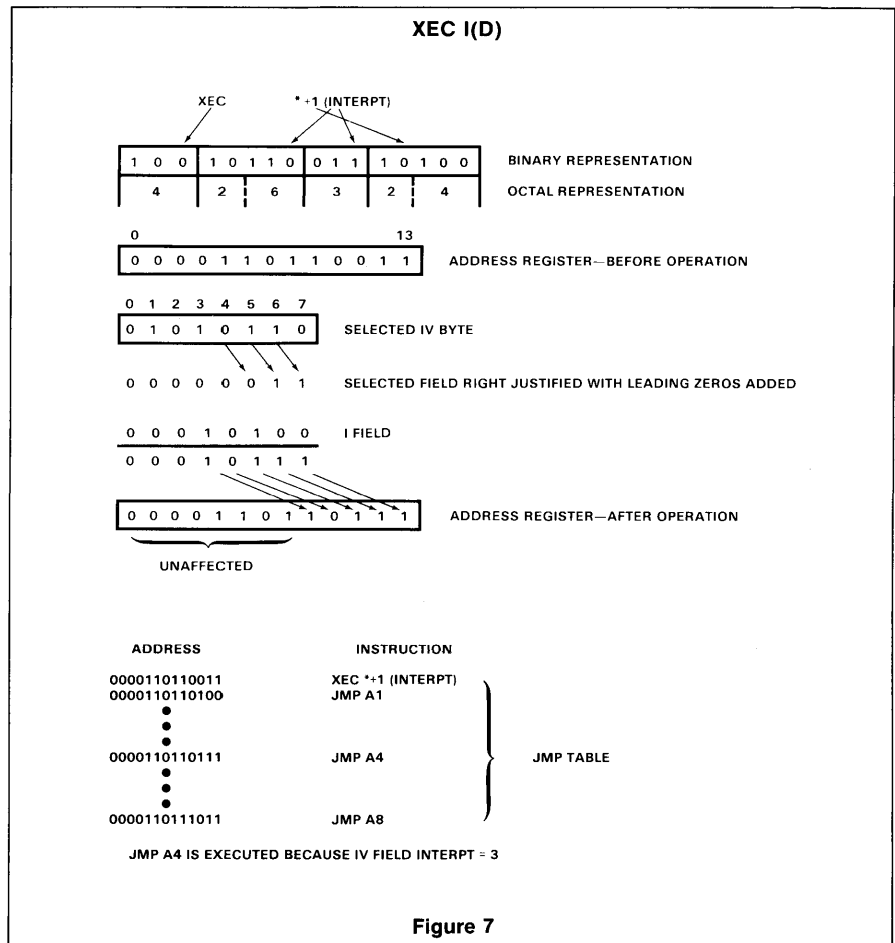 XEC I(D)
XEC * +1 (INTERPT)
1 0 0 1 0 1 1 0 0 1 1 1 0 1 0 0 BINARY REPRESENTATION
4 2 6 3 2 4 OCTAL REPRESENTATION
0 13
0 0 0 0 1 1 0 1 1 0 0 1 1 ADDRESS REGISTER—BEFORE OPERATION
0 1 2 3 4 5 6 7
0 1 0 1 0 1 1 0 SELECTED IV BYTE
0 0 0 0 0 0 1 1 SELECTED FIELD RIGHT JUSTIFIED WITH LEADING ZEROS ADDED
0 0 0 1 0 1 0 0 I FIELD
0 0 0 1 0 1 1 1
0 0 0 0 1 1 0 1 1 0 1 1 1 ADDRESS REGISTER—AFTER OPERATION
UNAFFECTED
ADDRESS INSTRUCTION
0000110110011 XEC *+1 (INTERPT)
0000110110100 JMP A1
0000110110111 JMP A4 JMP TABLE
0000110111011 JMP A8
JMP A4 IS EXECUTED BECAUSE IV FIELD INTERPT = 3
Figure 7